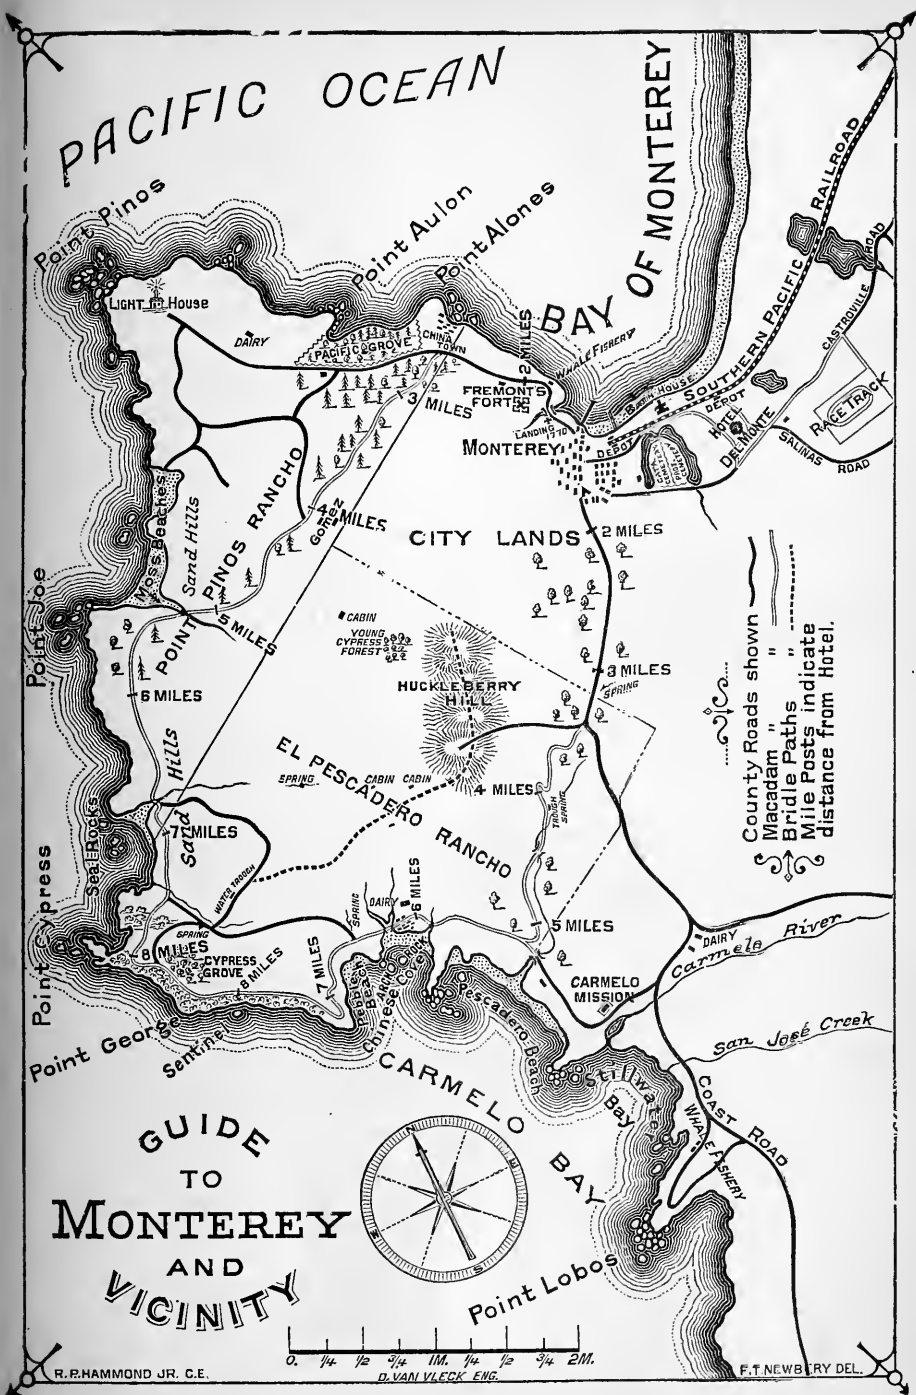 PACIFIC OCEAN
BAY OF MONTEREY
Point Pinos
Point Aulon
Point Alones
LIGHT HOUSE
DAIRY
PACIFIC GROVE
CHINA
TOWN
2 MILES
WHALE FISHERY
FREMONT'S
FORT
LANDING
1770
MONTEREY
BATH HOUSE
SOUTHERN PACIFIC RAILROAD
DEPOT
DEPOT
HOTEL
DEL MONTE
CASTROVILLE ROAD
RACE TRACK
SALINAS
ROAD
3 MILES
4 MILES
CITY LANDS
2 MILES
3 MILES
SPRING
Moss Beaches
Sand Hills
POINT PINOS RANCHO
5 MILES
Point Joe
6 MILES
CABIN
YOUNG
CYPRESS
FOREST
HUCKLEBERRY
HILL
EL PESCADERO RANCHO
SPRING
CABIN
CABIN
4 MILES
TROUGH
SPRING
Sand Hills
7 MILES
Seal Rocks
WATER TROUGH
Point Cypress
SPRING
8 MILES
CYPRESS
GROVE
8 MILES
7 MILES
SPRING
DAIRY
6 MILES
5 MILES
Pebble
Beach
Chinese Cove
Pescadero Beach
CARMELO
MISSION
DAIRY
Carmelo River
San José Creek
Point George
Sentinel
CARMELO BAY
Stillwater
Bay
COAST ROAD
WHALE FISHERY
Point Lobos
County Roads shown
Macadam " "
Bridle Paths " "
Mile Posts indicate
distance from Hotel.
GUIDE
TO
MONTEREY
AND
VICINITY
N
E
S
W
0. 1/4 1/2 3/4 1M. 1/4 1/2 3/4 2M.
R.P. HAMMOND JR. C.E.
D. VAN VLECK ENG.
F.T. NEWBERY DEL.